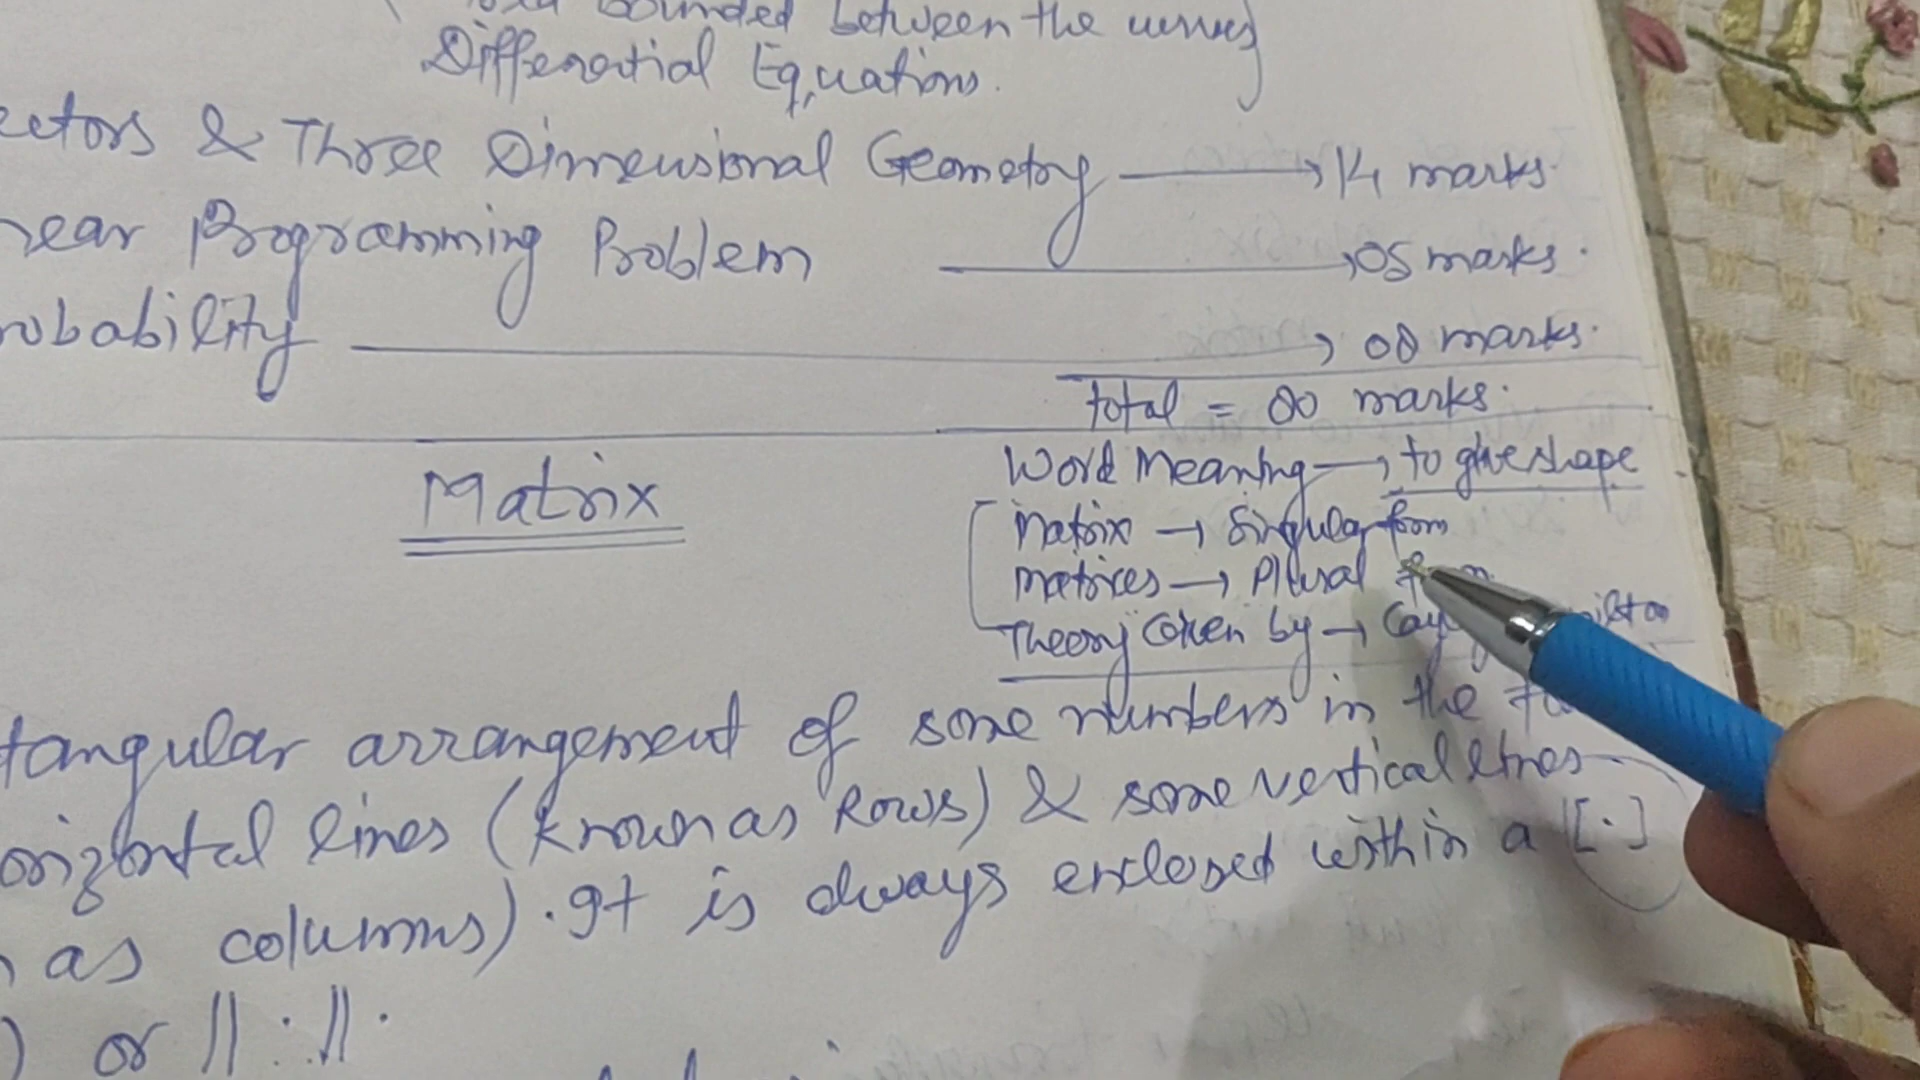 bounded between the curves)
Differential Equations.
ectors & Three Dimensional Geometry → 14 marks.
near Programming Problem → 05 marks.
robability → 08 marks.
total = 80 marks.
Matrix
Word Meaning → to give shape
Matrix → Singular form
Matrices → Plural
Theory Given by →
tangular arrangement of some numbers in the
orizontal lines (known as Rows) & some vertical lines
as columns). It is always enclosed within a [.]
) or ||.||.